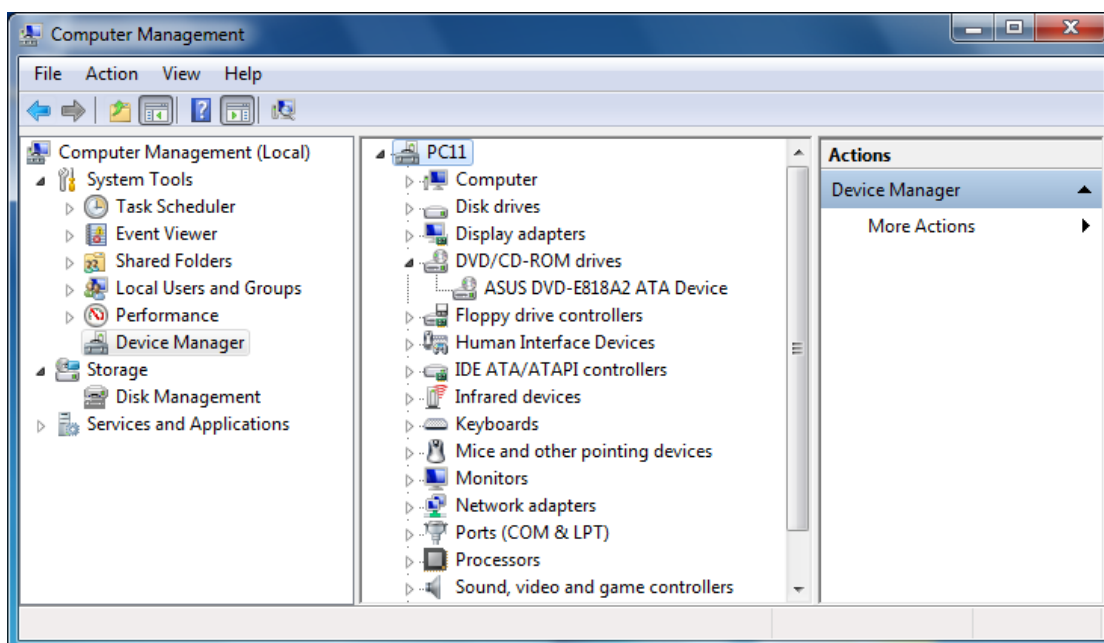 Computer Management
File Action View Help
Computer Management (Local)
System Tools
Task Scheduler
Event Viewer
Shared Folders
Local Users and Groups
Performance
Device Manager
Storage
Disk Management
Services and Applications
PC11
Computer
Disk drives
Display adapters
DVD/CD-ROM drives
ASUS DVD-E818A2 ATA Device
Floppy drive controllers
Human Interface Devices
IDE ATA/ATAPI controllers
Infrared devices
Keyboards
Mice and other pointing devices
Monitors
Network adapters
Ports (COM & LPT)
Processors
Sound, video and game controllers
Actions
Device Manager
More Actions